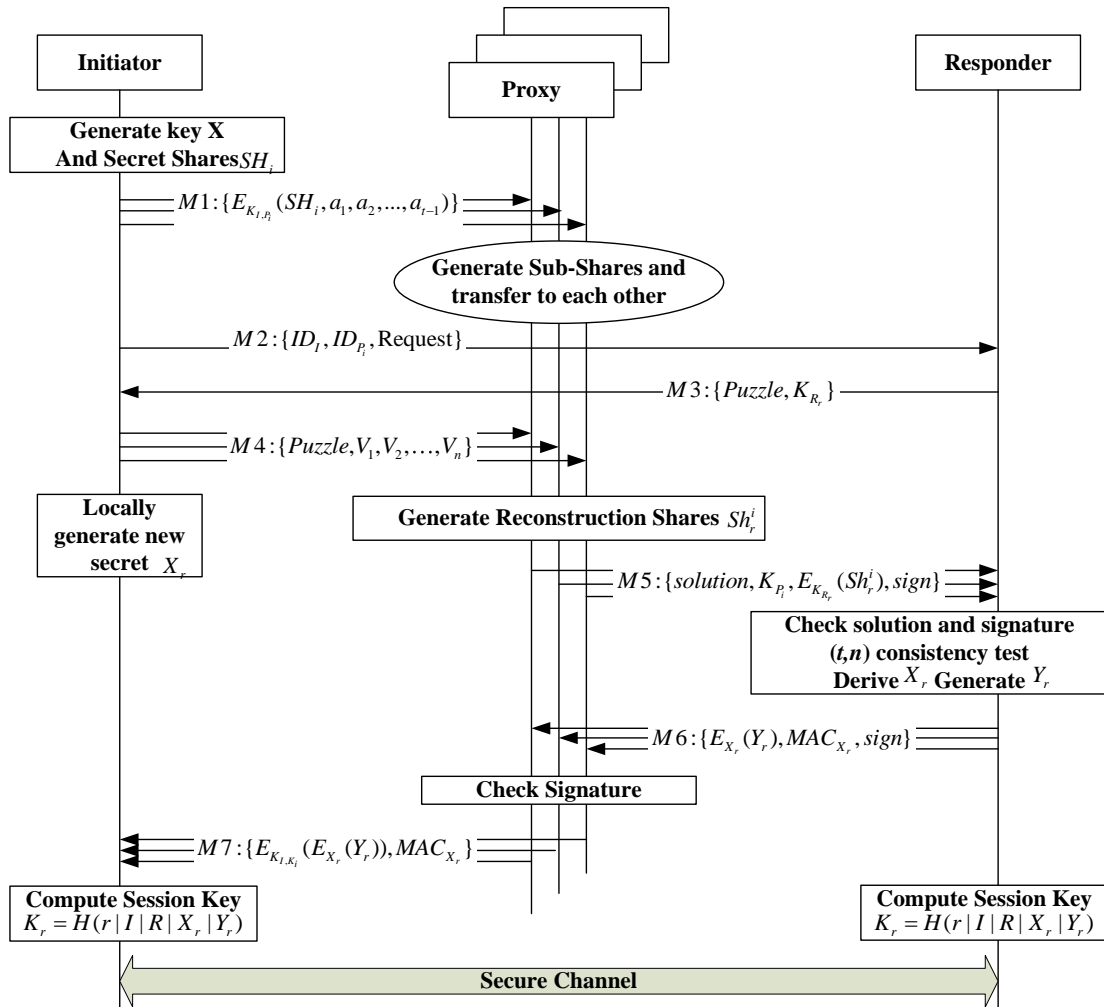 Initiator
Proxy
Responder
Generate key X
And Secret Shares SH_i
M1:{E_{K_{I,P_i}}(SH_i, a_1, a_2, ..., a_{t-1})}
Generate Sub-Shares and
transfer to each other
M2:{ID_I, ID_{P_i}, Request}
M3:{Puzzle, K_{R_r}}
M4:{Puzzle, V_1, V_2, ..., V_n}
Locally
generate new
secret X_r
Generate Reconstruction Shares Sh_r^i
M5:{solution, K_{P_i}, E_{K_{R_r}}(Sh_r^i), sign}
Check solution and signature
(t,n) consistency test
Derive X_r Generate Y_r
M6:{E_{X_r}(Y_r), MAC_{X_r}, sign}
Check Signature
M7:{E_{K_{I,K_i}}(E_{X_r}(Y_r)), MAC_{X_r}}
Compute Session Key
K_r = H(r | I | R | X_r | Y_r)
Compute Session Key
K_r = H(r | I | R | X_r | Y_r)
Secure Channel